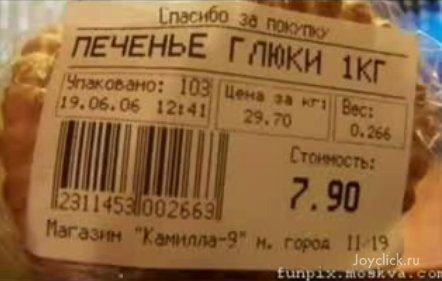 Спасибо за покупку
ПЕЧЕНЬЕ ГЛЮКИ 1КГ
Упаковано: 103
19.06.06 12:41
Цена за кг:
29.70
Вес:
0.266
Стоимость:
7.90
2311453 002663
Магазин "Камилла-9" н. город 11/19
Joyclick.ru
funpix.moskva.com